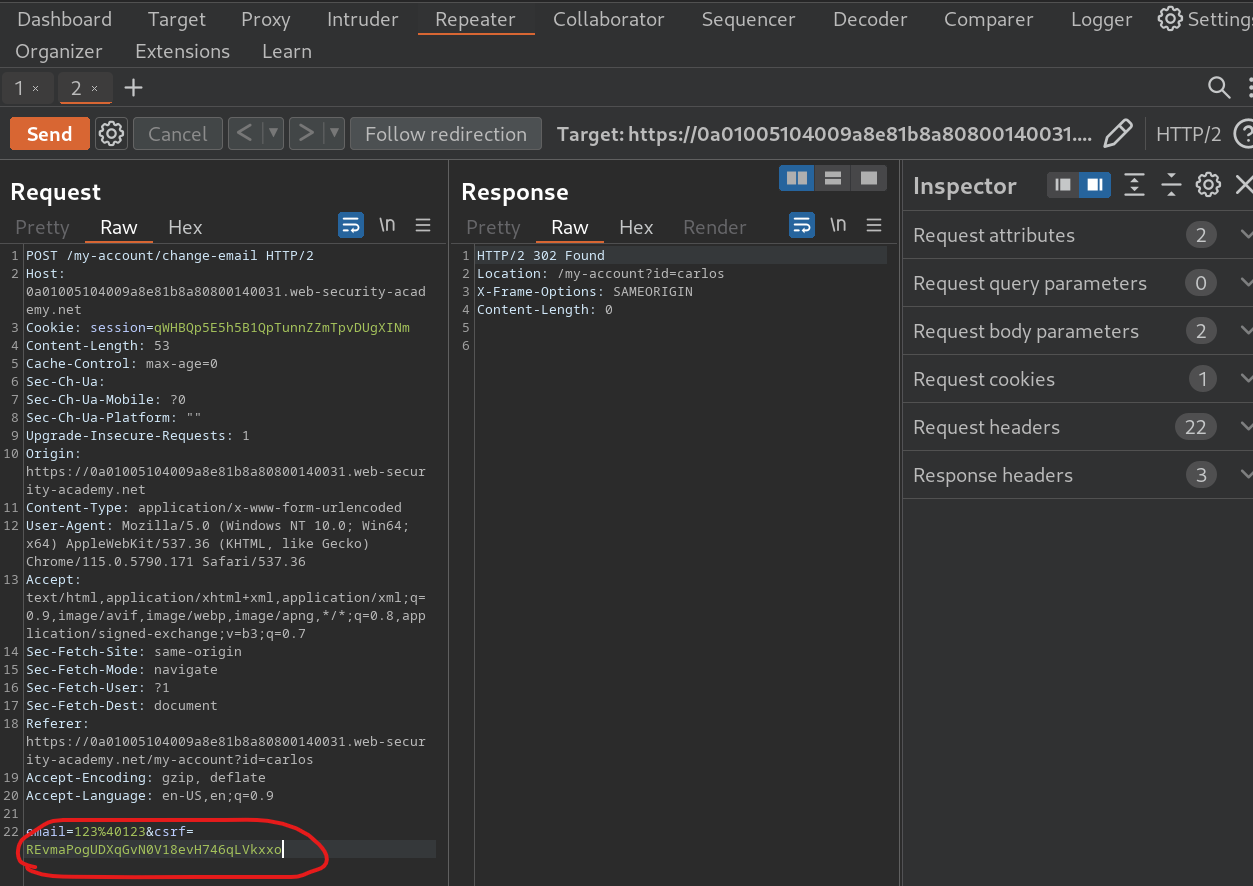 Dashboard Target Proxy Intruder Repeater Collaborator Sequencer Decoder Comparer Logger Settings
Organizer Extensions Learn
1 × 2 × +
Send Cancel < ▼ > ▼ Follow redirection Target: https://0a01005104009a8e81b8a80800140031.... HTTP/2 ?
Request
Pretty Raw Hex \n
1 POST /my-account/change-email HTTP/2
2 Host:
0a01005104009a8e81b8a80800140031.web-security-acad
emy.net
3 Cookie: session=qWHBQp5E5h5B1QpTunnZZmTpvDUgXINm
4 Content-Length: 53
5 Cache-Control: max-age=0
6 Sec-Ch-Ua:
7 Sec-Ch-Ua-Mobile: ?0
8 Sec-Ch-Ua-Platform: ""
9 Upgrade-Insecure-Requests: 1
10 Origin:
https://0a01005104009a8e81b8a80800140031.web-secur
ity-academy.net
11 Content-Type: application/x-www-form-urlencoded
12 User-Agent: Mozilla/5.0 (Windows NT 10.0; Win64;
x64) AppleWebKit/537.36 (KHTML, like Gecko)
Chrome/115.0.5790.171 Safari/537.36
13 Accept:
text/html,application/xhtml+xml,application/xml;q=
0.9,image/avif,image/webp,image/apng,*/*;q=0.8,app
lication/signed-exchange;v=b3;q=0.7
14 Sec-Fetch-Site: same-origin
15 Sec-Fetch-Mode: navigate
16 Sec-Fetch-User: ?1
17 Sec-Fetch-Dest: document
18 Referer:
https://0a01005104009a8e81b8a80800140031.web-secur
ity-academy.net/my-account?id=carlos
19 Accept-Encoding: gzip, deflate
20 Accept-Language: en-US,en;q=0.9
21
22 email=123%40123&csrf=
REvmaPogUDXqGvN0V18evH746qLVkxxo
Response
Pretty Raw Hex Render \n
1 HTTP/2 302 Found
2 Location: /my-account?id=carlos
3 X-Frame-Options: SAMEORIGIN
4 Content-Length: 0
5
6
Inspector
Request attributes 2
Request query parameters 0
Request body parameters 2
Request cookies 1
Request headers 22
Response headers 3